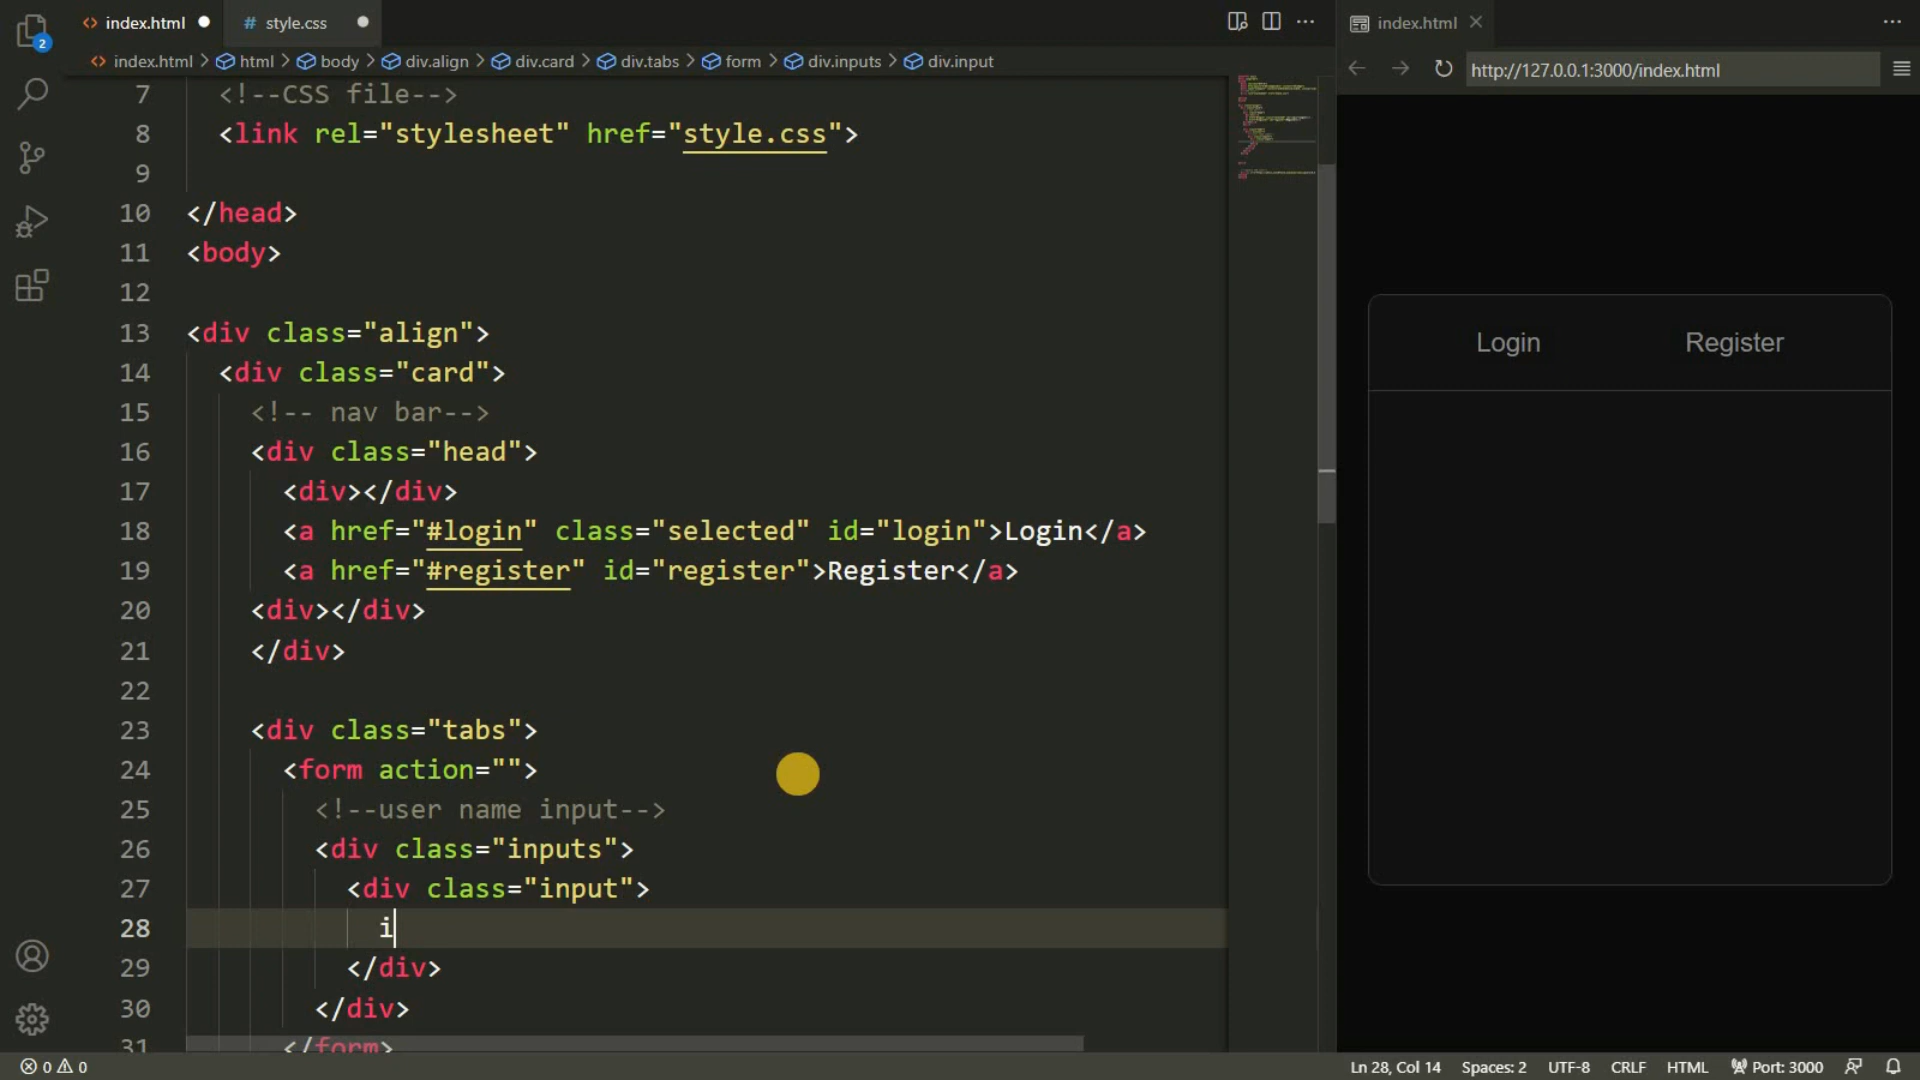 index.html
style.css
index.html
index.html > html > body > div.align > div.card > div.tabs > form > div.inputs > div.input
http://127.0.0.1:3000/index.html
2
7 <!--CSS file-->
8 <link rel="stylesheet" href="style.css">
9
10 </head>
11 <body>
12
13 <div class="align">
14 <div class="card">
15 <!-- nav bar-->
16 <div class="head">
17 <div></div>
18 <a href="#login" class="selected" id="login">Login</a>
19 <a href="#register" id="register">Register</a>
20 <div></div>
21 </div>
22
23 <div class="tabs">
24 <form action="">
25 <!--user name input-->
26 <div class="inputs">
27 <div class="input">
28 i
29 </div>
30 </div>
31 </form>
Login Register
0 0
Ln 28, Col 14 Spaces: 2 UTF-8 CRLF HTML Port: 3000